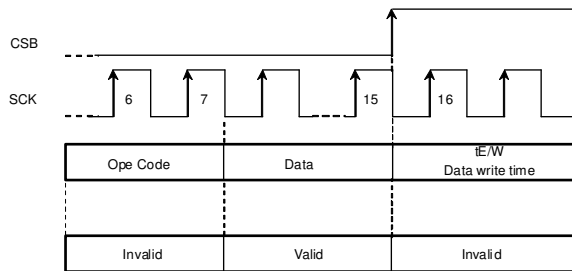 CSB
SCK
6 7 15 16
Ope Code Data tE/W
Data write time
Invalid Valid Invalid